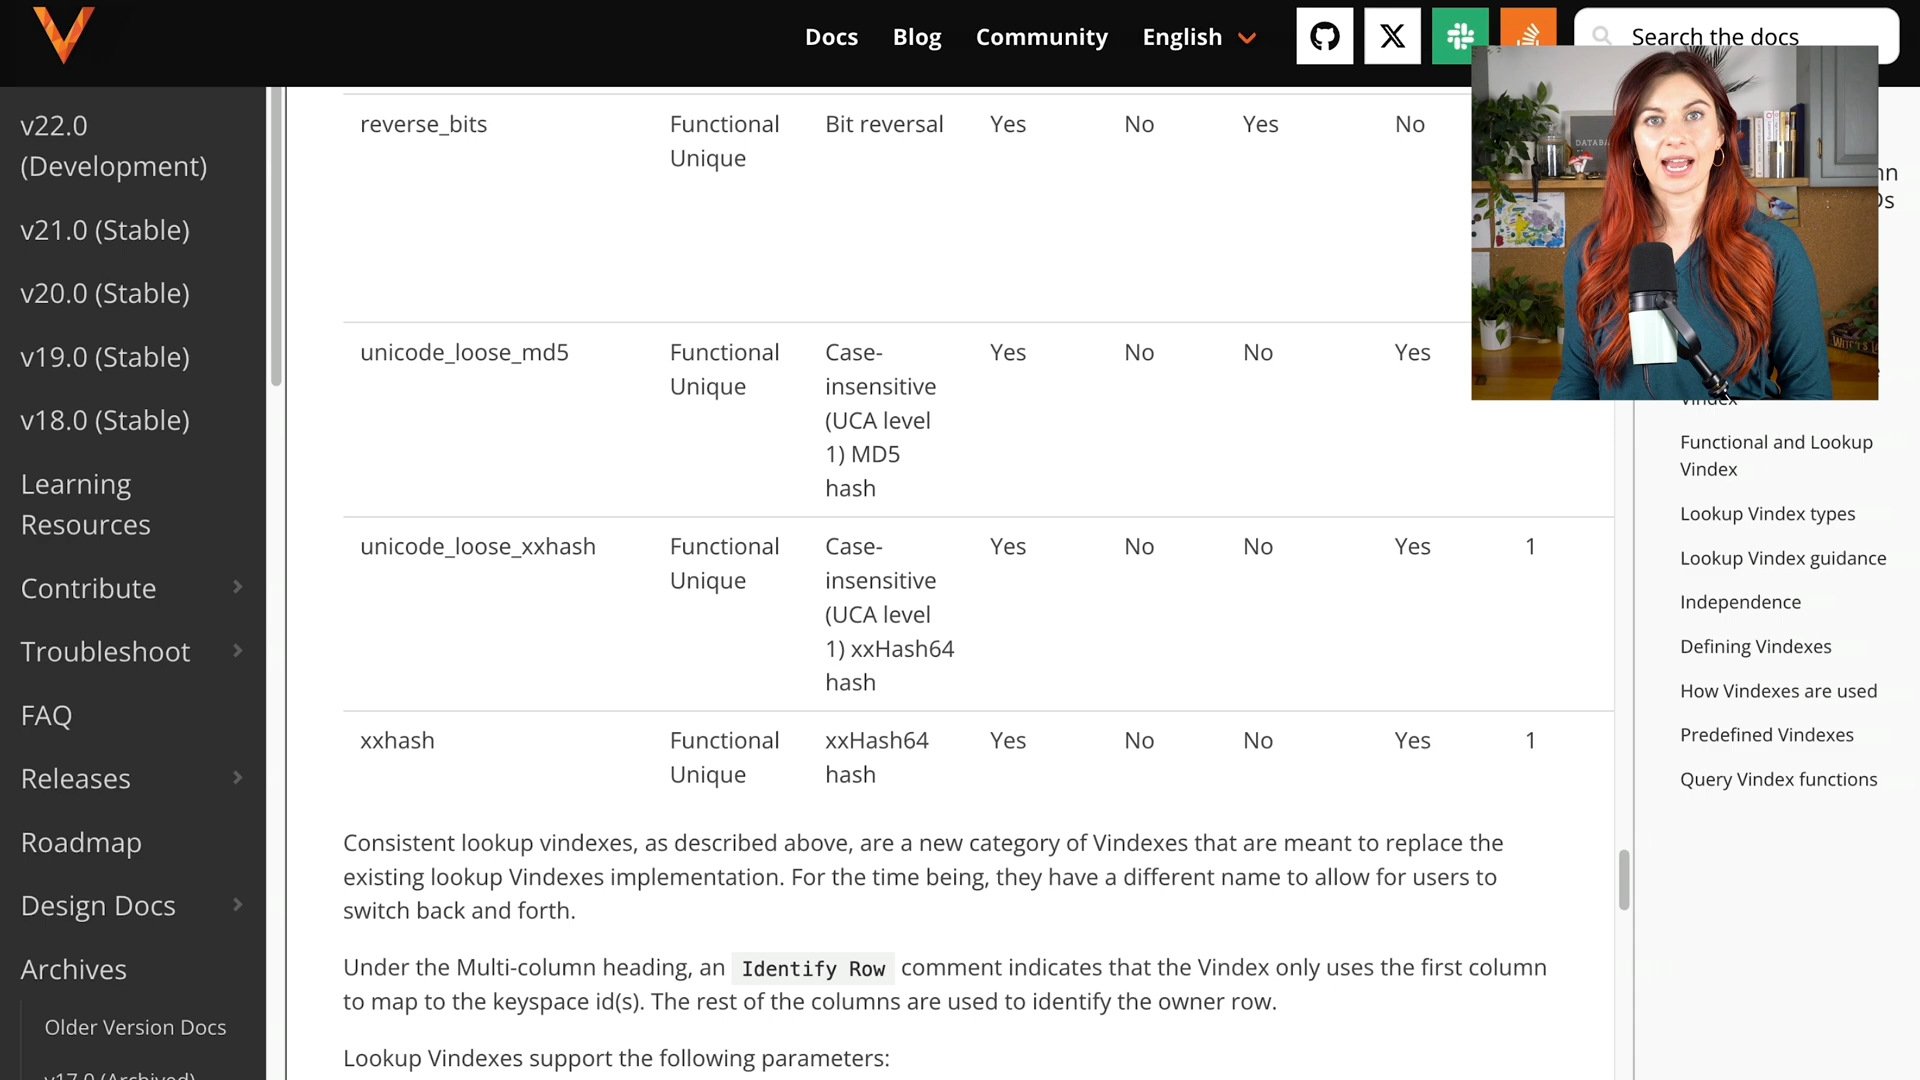 Docs Blog Community English Search the docs
v22.0
(Development)
v21.0 (Stable)
v20.0 (Stable)
v19.0 (Stable)
v18.0 (Stable)
Learning
Resources
Contribute
Troubleshoot
FAQ
Releases
Roadmap
Design Docs
Archives
Older Version Docs
v17.0 (Archived)
reverse_bits Functional Bit reversal Yes No Yes No
Unique
unicode_loose_md5 Functional Case- Yes No No Yes
Unique insensitive
(UCA level
1) MD5
hash
unicode_loose_xxhash Functional Case- Yes No No Yes 1
Unique insensitive
(UCA level
1) xxHash64
hash
xxhash Functional xxHash64 Yes No No Yes 1
Unique hash
Consistent lookup vindexes, as described above, are a new category of Vindexes that are meant to replace the
existing lookup Vindexes implementation. For the time being, they have a different name to allow for users to
switch back and forth.
Under the Multi-column heading, an Identify Row comment indicates that the Vindex only uses the first column
to map to the keyspace id(s). The rest of the columns are used to identify the owner row.
Lookup Vindexes support the following parameters:
Vindex
Functional and Lookup
Vindex
Lookup Vindex types
Lookup Vindex guidance
Independence
Defining Vindexes
How Vindexes are used
Predefined Vindexes
Query Vindex functions